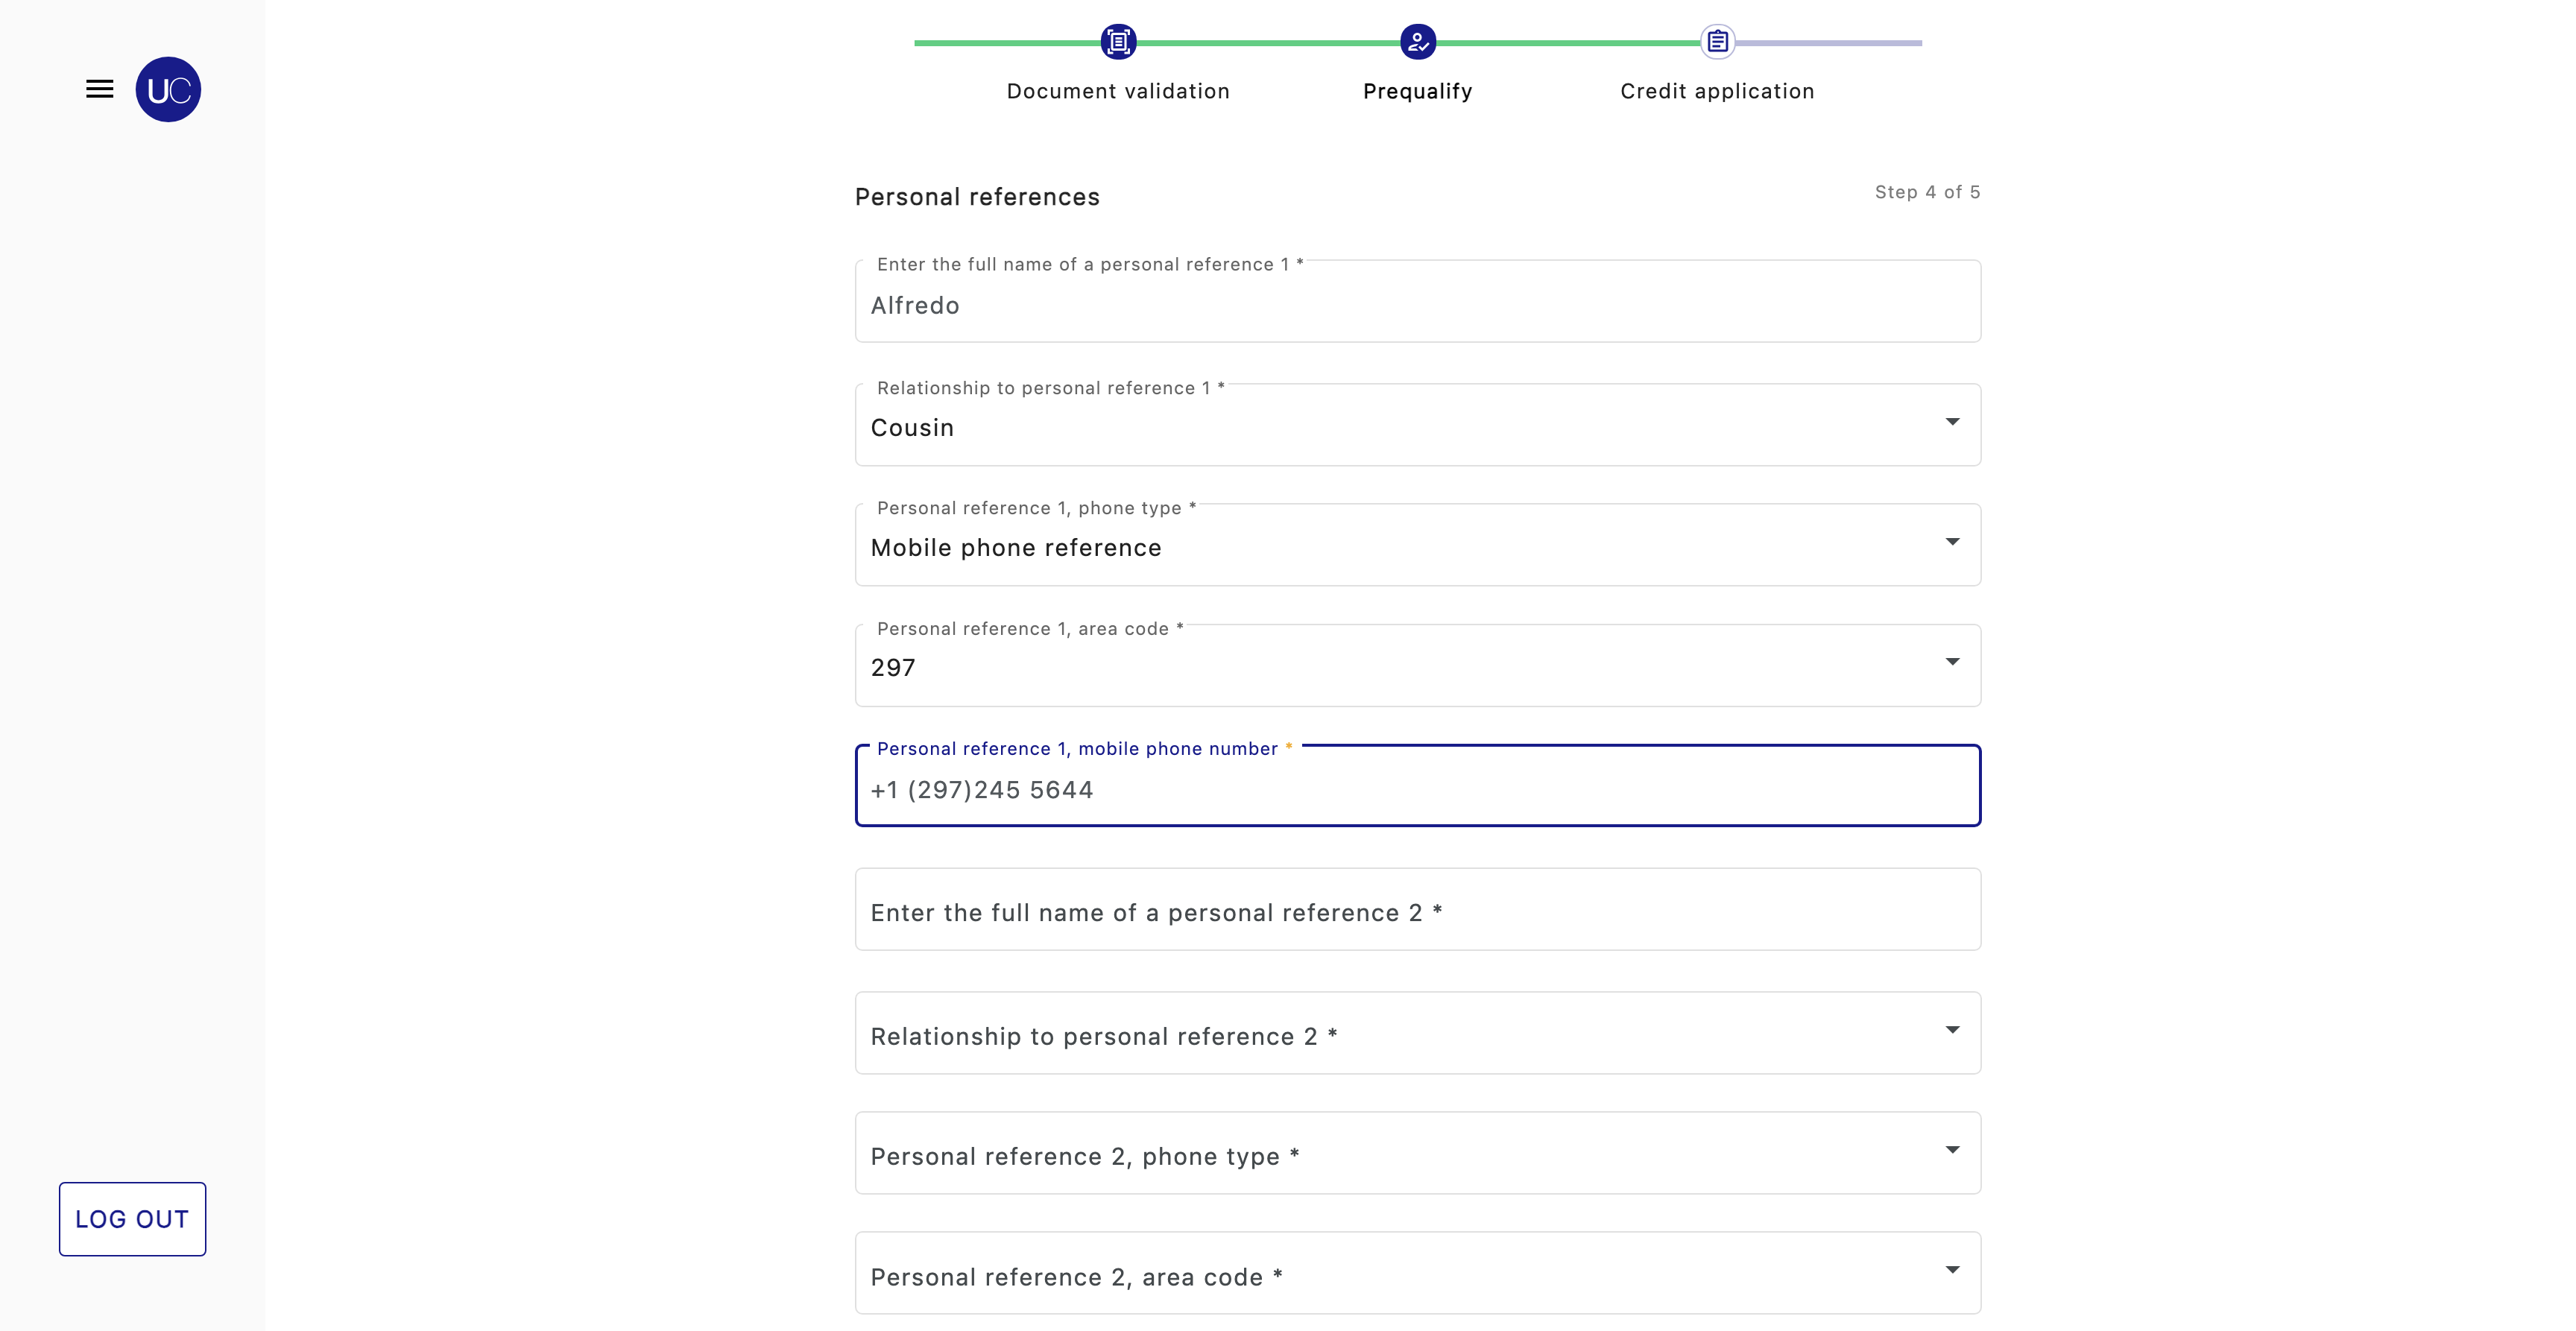 UC
Document validation
Prequalify
Credit application
Personal references
Step 4 of 5
Enter the full name of a personal reference 1 *
Alfredo
Relationship to personal reference 1 *
Cousin
Personal reference 1, phone type *
Mobile phone reference
Personal reference 1, area code *
297
Personal reference 1, mobile phone number *
+1 (297)245 5644
Enter the full name of a personal reference 2 *
Relationship to personal reference 2 *
Personal reference 2, phone type *
LOG OUT
Personal reference 2, area code *